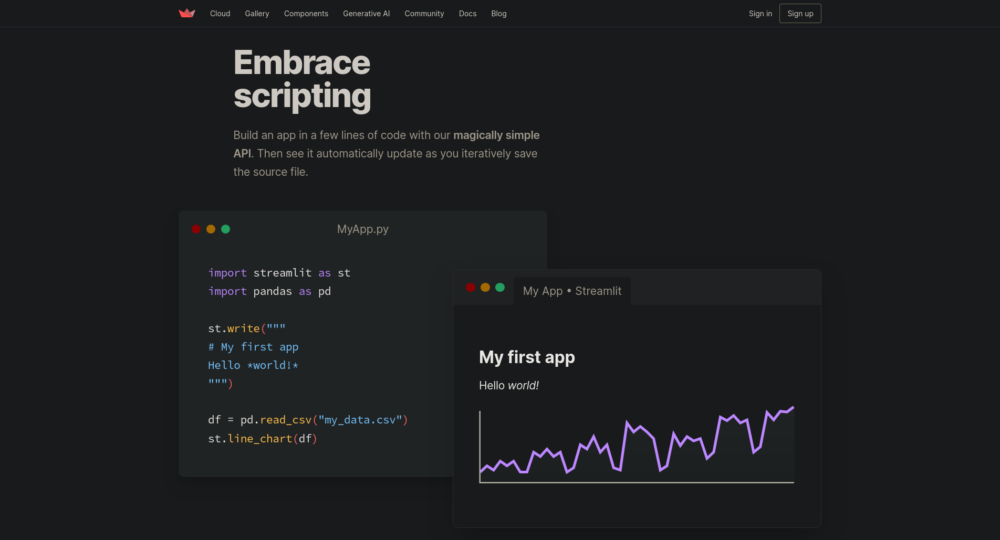 Cloud Gallery Components Generative AI Community Docs Blog Sign in Sign up
Embrace
scripting
Build an app in a few lines of code with our magically simple
API. Then see it automatically update as you iteratively save
the source file.
MyApp.py
import streamlit as st
import pandas as pd
st.write("""
# My first app
Hello *world!*
""")
df = pd.read_csv("my_data.csv")
st.line_chart(df)
My App • Streamlit
My first app
Hello world!